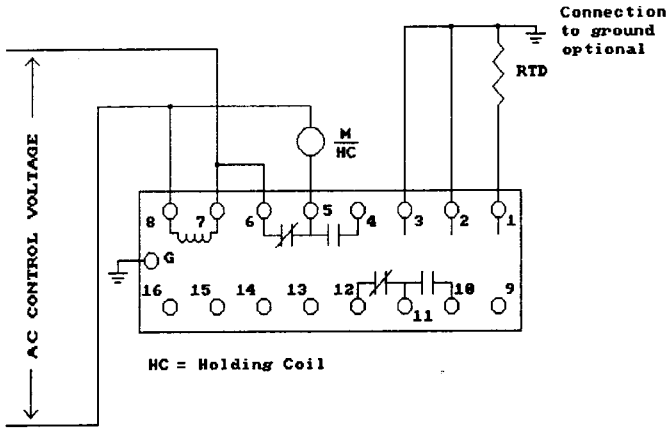 Connection
to ground
optional
RTD
M
HC
AC CONTROL VOLTAGE
8 7 6 5 4 3 2 1
G
16 15 14 13 12 11 10 9
HC = Holding Coil